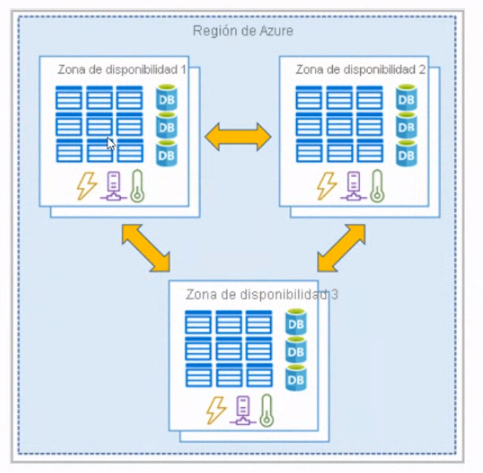 Región de Azure
Zona de disponibilidad 1
Zona de disponibilidad 2
DB
DB
DB
DB
DB
DB
Zona de disponibilidad 3
DB
DB
DB